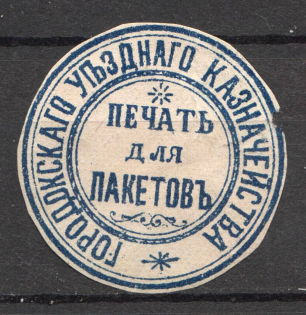 ГОРОДОКСКАГО УѢЗДНАГО КАЗНАЧЕЙСТВА
ПЕЧАТЬ
ДЛЯ
ПАКЕТОВЪ